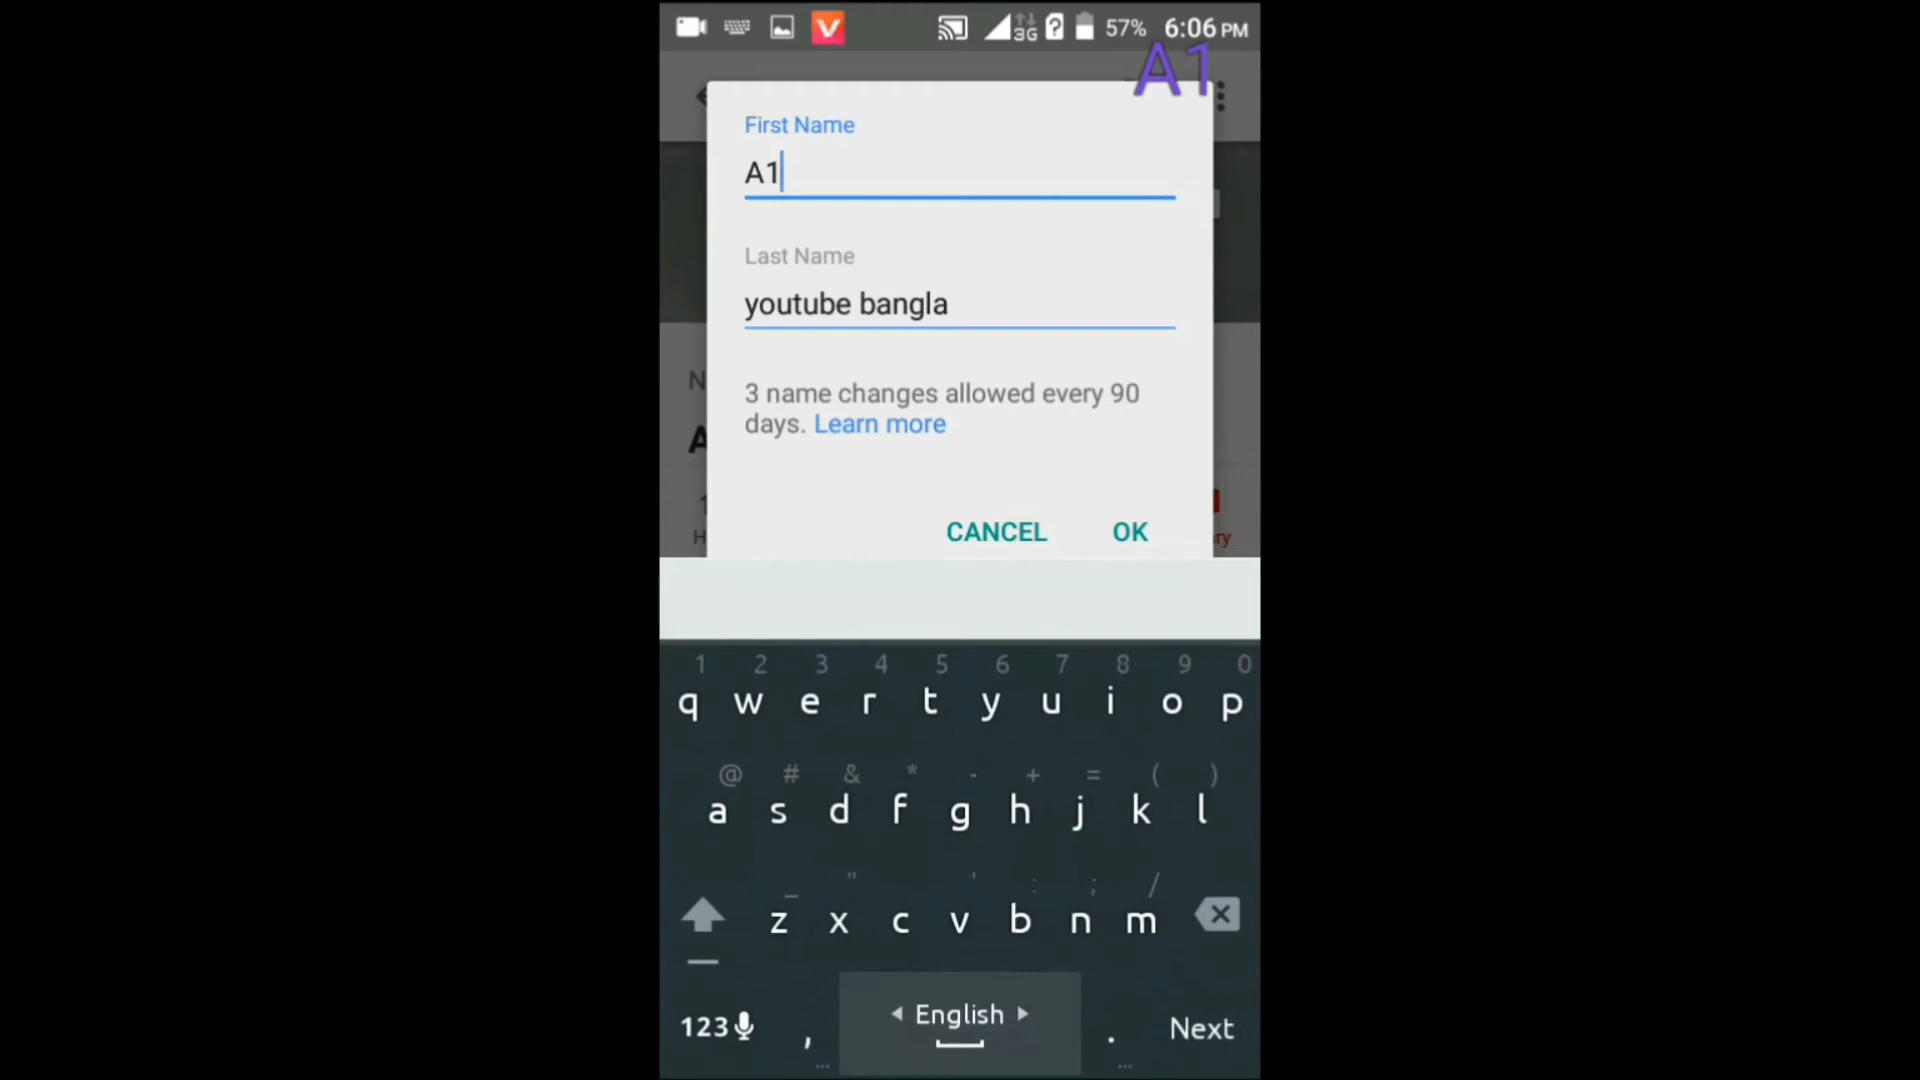 3G 57% 6:06 PM
A1
First Name
A1
Last Name
youtube bangla
3 name changes allowed every 90
days. Learn more
CANCEL OK
1 2 3 4 5 6 7 8 9 0
q w e r t y u i o p
@ # & * - + = ( )
a s d f g h j k l
_ " ' : ; /
z x c v b n m
123 , English . Next